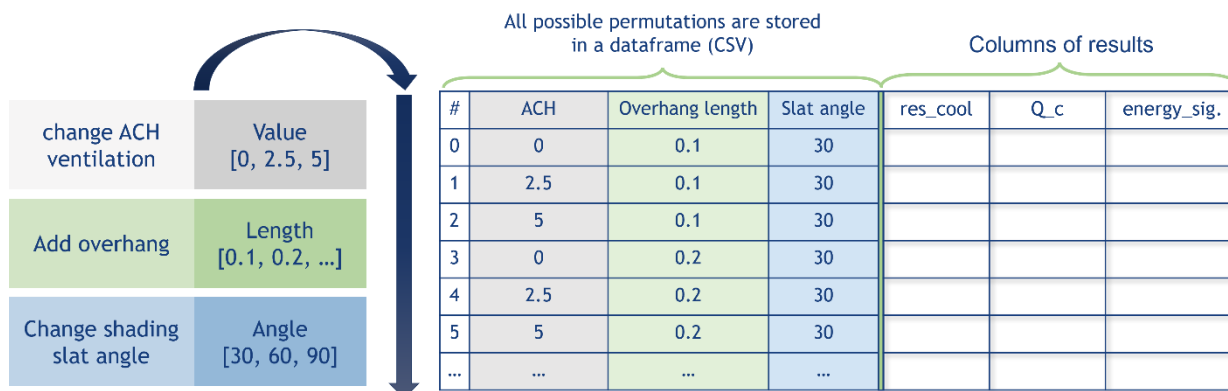 All possible permutations are stored
in a dataframe (CSV)
Columns of results
change ACH
ventilation
Value
[0, 2.5, 5]
Add overhang
Length
[0.1, 0.2, ...]
Change shading
slat angle
Angle
[30, 60, 90]
# ACH Overhang length Slat angle res_cool Q_c energy_sig.
0 0 0.1 30
1 2.5 0.1 30
2 5 0.1 30
3 0 0.2 30
4 2.5 0.2 30
5 5 0.2 30
... ... ... ...